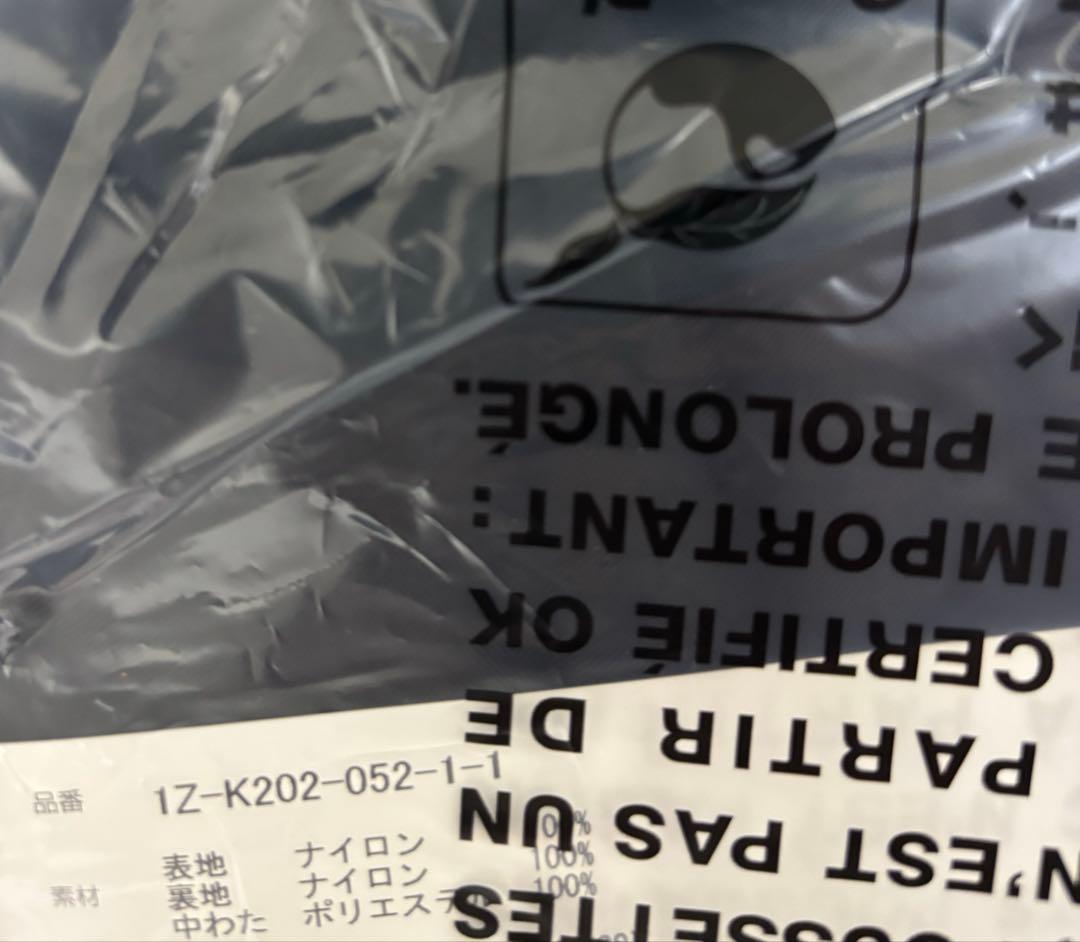 E PROLONGÉ.
IMPORTANT:
CERTIFIÉ OK
PARTIR DE
N'EST PAS UN
品番 1Z-K202-052-1-1
素材
表地 ナイロン 100%
裏地 ナイロン 100%
中わた ポリエステル 100%